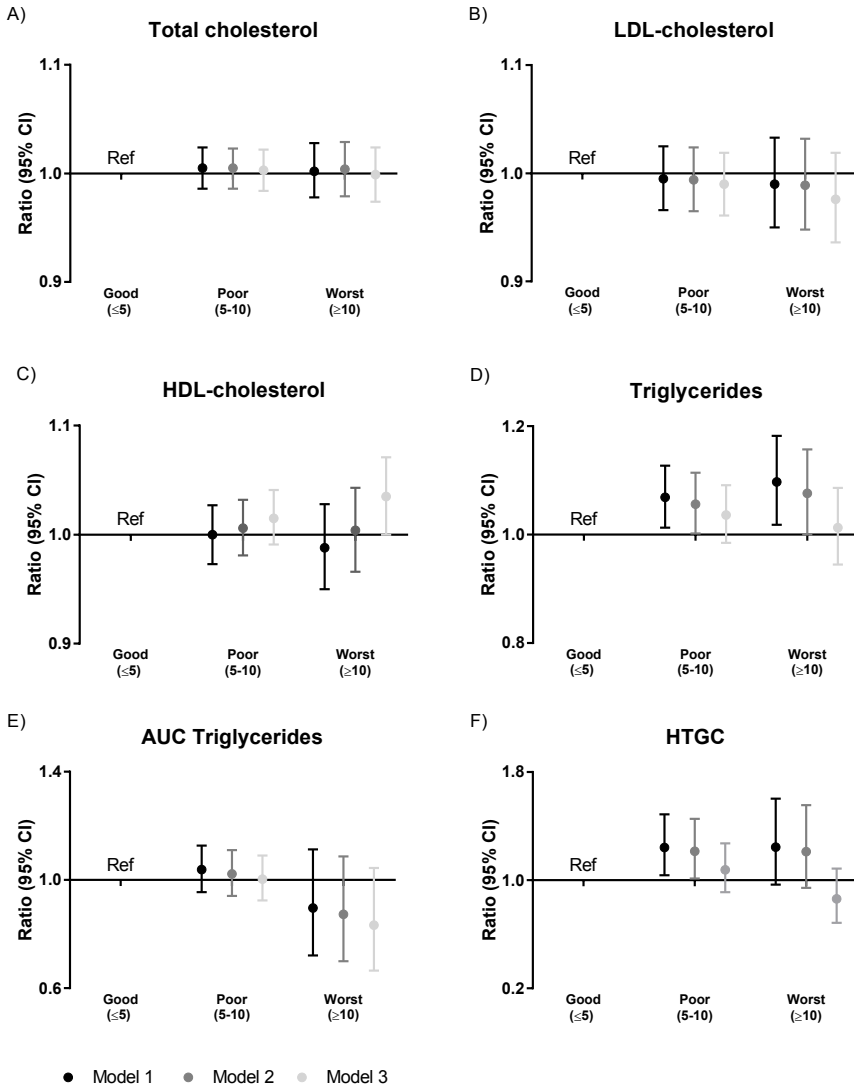 A)
Total cholesterol
Ratio (95% CI)
1.1
1.0
0.9
Ref
Good
(≤5)
Poor
(5-10)
Worst
(≥10)
B)
LDL-cholesterol
Ratio (95% CI)
1.1
1.0
0.9
Ref
Good
(≤5)
Poor
(5-10)
Worst
(≥10)
C)
HDL-cholesterol
Ratio (95% CI)
1.1
1.0
0.9
Ref
Good
(≤5)
Poor
(5-10)
Worst
(≥10)
D)
Triglycerides
Ratio (95% CI)
1.2
1.0
0.8
Ref
Good
(≤5)
Poor
(5-10)
Worst
(≥10)
E)
AUC Triglycerides
Ratio (95% CI)
1.4
1.0
0.6
Ref
Good
(≤5)
Poor
(5-10)
Worst
(≥10)
F)
HTGC
Ratio (95% CI)
1.8
1.0
0.2
Ref
Good
(≤5)
Poor
(5-10)
Worst
(≥10)
Model 1 Model 2 Model 3